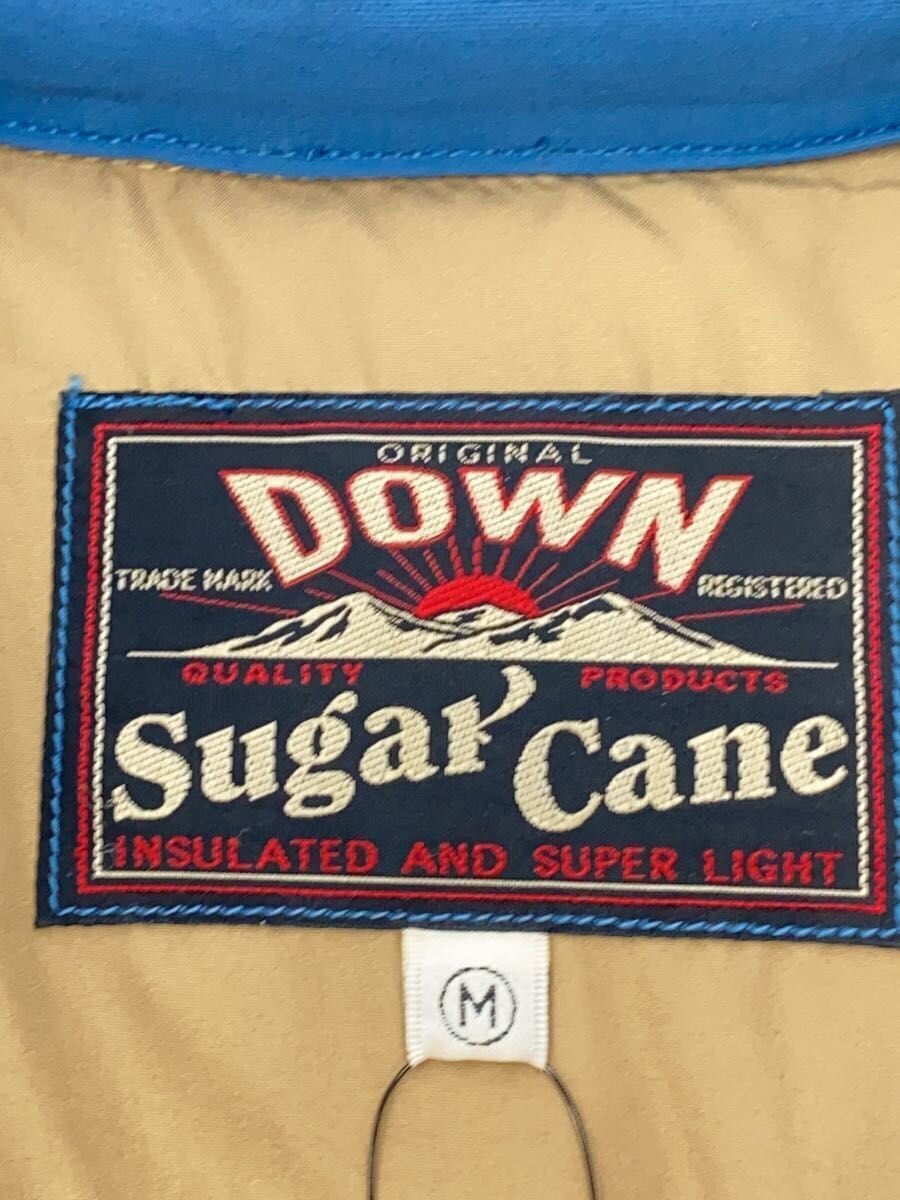 ORIGINAL
DOWN
TRADE MARK REGISTERED
QUALITY PRODUCTS
Sugar Cane
INSULATED AND SUPER LIGHT
M